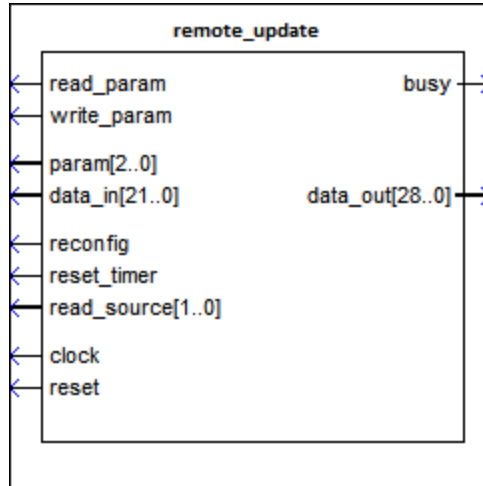 remote_update
read_param
busy
write_param
param[2..0]
data_in[21..0]
data_out[28..0]
reconfig
reset_timer
read_source[1..0]
clock
reset